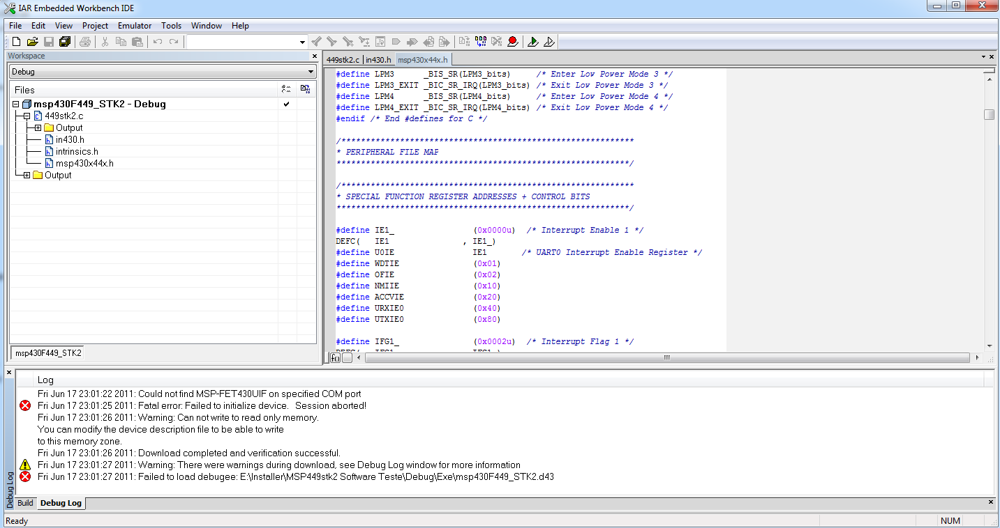 IAR Embedded Workbench IDE
File Edit View Project Emulator Tools Window Help
Workspace
Debug
Files
msp430F449_STK2 - Debug
449stk2.c
Output
in430.h
intrinsics.h
msp430x44x.h
Output
msp430F449_STK2
449stk2.c in430.h msp430x44x.h
#define LPM3 _BIS_SR(LPM3_bits) /* Enter Low Power Mode 3 */
#define LPM3_EXIT _BIC_SR_IRQ(LPM3_bits) /* Exit Low Power Mode 3 */
#define LPM4 _BIS_SR(LPM4_bits) /* Enter Low Power Mode 4 */
#define LPM4_EXIT _BIC_SR_IRQ(LPM4_bits) /* Exit Low Power Mode 4 */
#endif /* End #defines for C */
/************************************************************
* PERIPHERAL FILE MAP
************************************************************/
/************************************************************
* SPECIAL FUNCTION REGISTER ADDRESSES + CONTROL BITS
************************************************************/
#define IE1_ (0x0000u) /* Interrupt Enable 1 */
DEFC( IE1 , IE1_)
#define U0IE IE1 /* UART0 Interrupt Enable Register */
#define WDTIE (0x01)
#define OFIE (0x02)
#define NMIIE (0x10)
#define ACCVIE (0x20)
#define URXIE0 (0x40)
#define UTXIE0 (0x80)
#define IFG1_ (0x0002u) /* Interrupt Flag 1 */
f()
Log
Fri Jun 17 23:01:22 2011: Could not find MSP-FET430UIF on specified COM port
Fri Jun 17 23:01:25 2011: Fatal error: Failed to initialize device. Session aborted!
Fri Jun 17 23:01:26 2011: Warning: Can not write to read only memory.
You can modify the device description file to be able to write
to this memory zone.
Fri Jun 17 23:01:26 2011: Download completed and verification successful.
Fri Jun 17 23:01:27 2011: Warning: There were warnings during download, see Debug Log window for more information
Fri Jun 17 23:01:27 2011: Failed to load debugee: E:\Installer\MSP449stk2 Software Teste\Debug\Exe\msp430F449_STK2.d43
Debug Log
Build Debug Log
Ready NUM